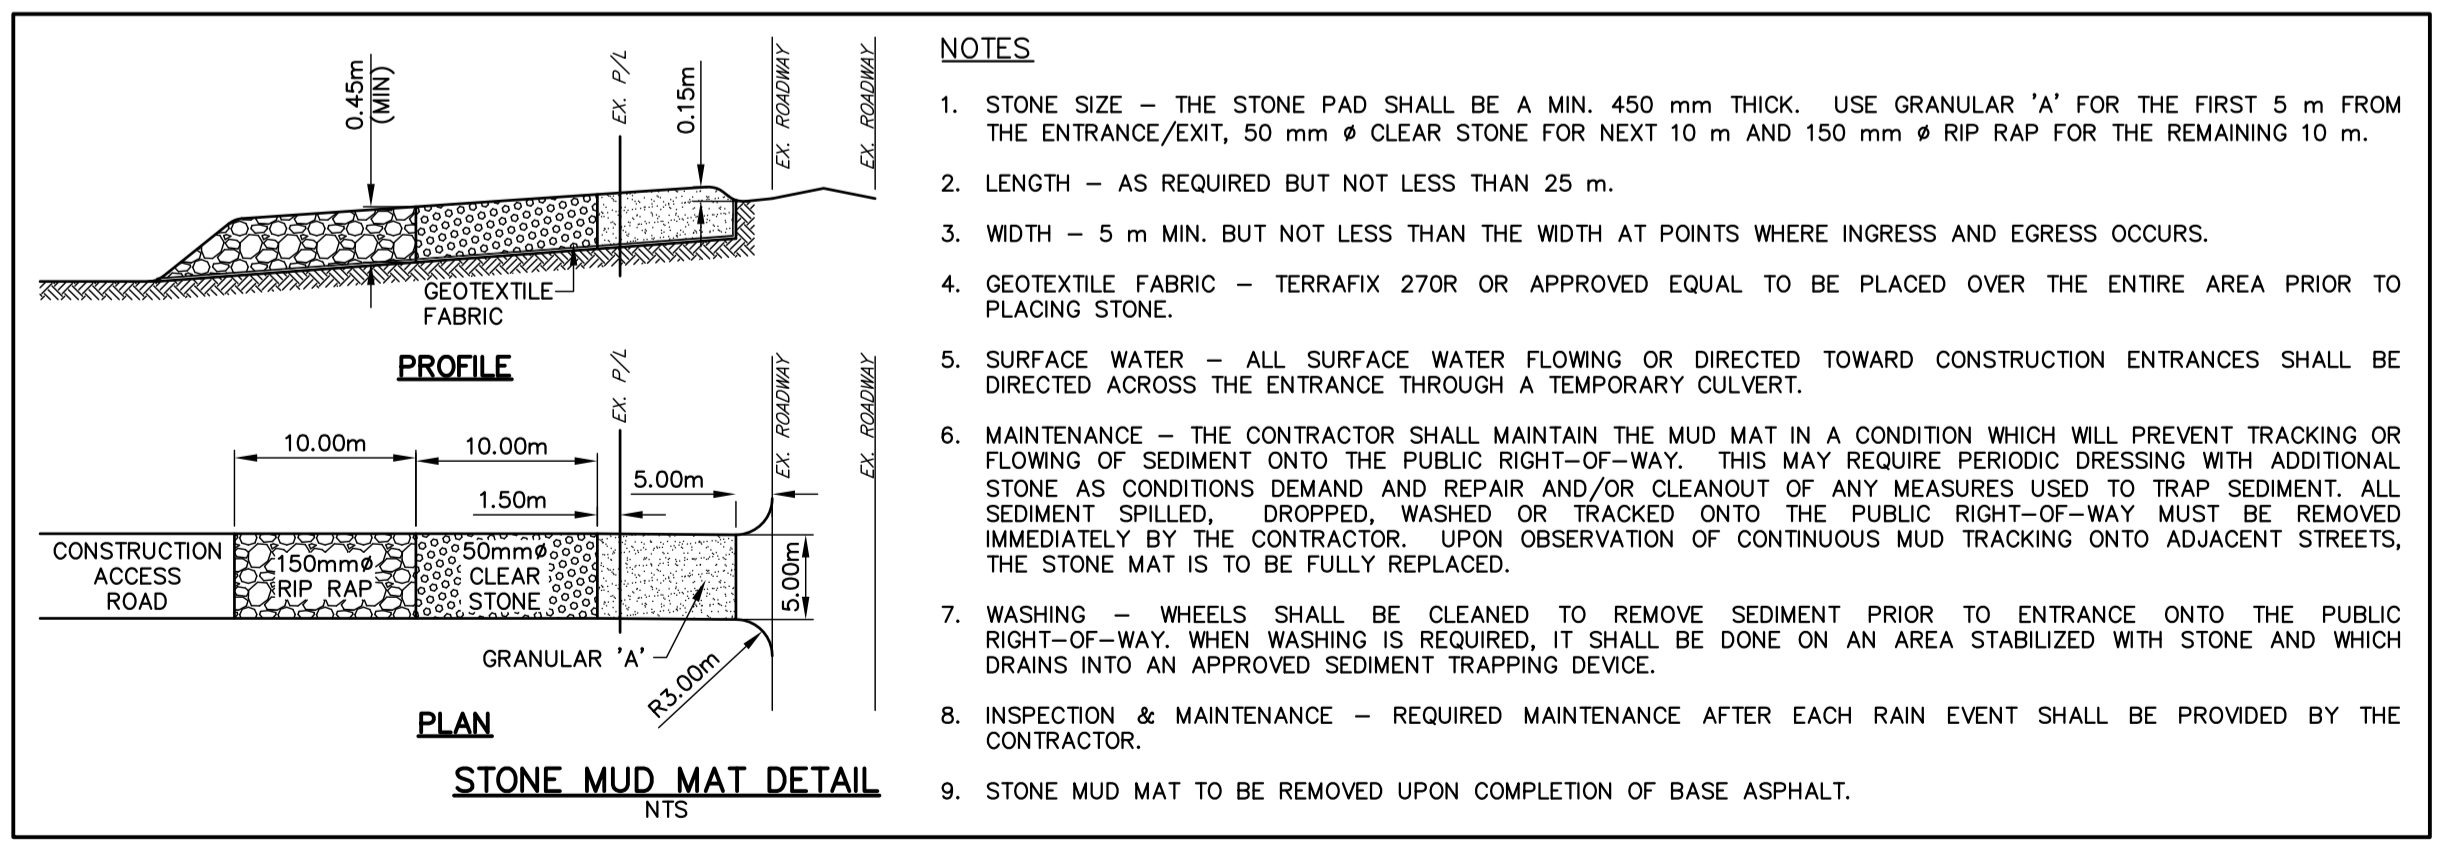 0.45m
(MIN)
EX. P/L
0.15m
EX. ROADWAY
EX. ROADWAY
GEOTEXTILE
FABRIC
PROFILE
10.00m
10.00m
1.50m
EX. P/L
5.00m
EX. ROADWAY
EX. ROADWAY
CONSTRUCTION
ACCESS
ROAD
150mmø
RIP RAP
50mmø
CLEAR
STONE
5.00m
GRANULAR 'A'
R3.00m
PLAN
STONE MUD MAT DETAIL
NTS
NOTES
1. STONE SIZE – THE STONE PAD SHALL BE A MIN. 450 mm THICK. USE GRANULAR 'A' FOR THE FIRST 5 m FROM
THE ENTRANCE/EXIT, 50 mm ø CLEAR STONE FOR NEXT 10 m AND 150 mm ø RIP RAP FOR THE REMAINING 10 m.
2. LENGTH – AS REQUIRED BUT NOT LESS THAN 25 m.
3. WIDTH – 5 m MIN. BUT NOT LESS THAN THE WIDTH AT POINTS WHERE INGRESS AND EGRESS OCCURS.
4. GEOTEXTILE FABRIC – TERRAFIX 270R OR APPROVED EQUAL TO BE PLACED OVER THE ENTIRE AREA PRIOR TO
PLACING STONE.
5. SURFACE WATER – ALL SURFACE WATER FLOWING OR DIRECTED TOWARD CONSTRUCTION ENTRANCES SHALL BE
DIRECTED ACROSS THE ENTRANCE THROUGH A TEMPORARY CULVERT.
6. MAINTENANCE – THE CONTRACTOR SHALL MAINTAIN THE MUD MAT IN A CONDITION WHICH WILL PREVENT TRACKING OR
FLOWING OF SEDIMENT ONTO THE PUBLIC RIGHT–OF–WAY. THIS MAY REQUIRE PERIODIC DRESSING WITH ADDITIONAL
STONE AS CONDITIONS DEMAND AND REPAIR AND/OR CLEANOUT OF ANY MEASURES USED TO TRAP SEDIMENT. ALL
SEDIMENT SPILLED, DROPPED, WASHED OR TRACKED ONTO THE PUBLIC RIGHT–OF–WAY MUST BE REMOVED
IMMEDIATELY BY THE CONTRACTOR. UPON OBSERVATION OF CONTINUOUS MUD TRACKING ONTO ADJACENT STREETS,
THE STONE MAT IS TO BE FULLY REPLACED.
7. WASHING – WHEELS SHALL BE CLEANED TO REMOVE SEDIMENT PRIOR TO ENTRANCE ONTO THE PUBLIC
RIGHT–OF–WAY. WHEN WASHING IS REQUIRED, IT SHALL BE DONE ON AN AREA STABILIZED WITH STONE AND WHICH
DRAINS INTO AN APPROVED SEDIMENT TRAPPING DEVICE.
8. INSPECTION & MAINTENANCE – REQUIRED MAINTENANCE AFTER EACH RAIN EVENT SHALL BE PROVIDED BY THE
CONTRACTOR.
9. STONE MUD MAT TO BE REMOVED UPON COMPLETION OF BASE ASPHALT.